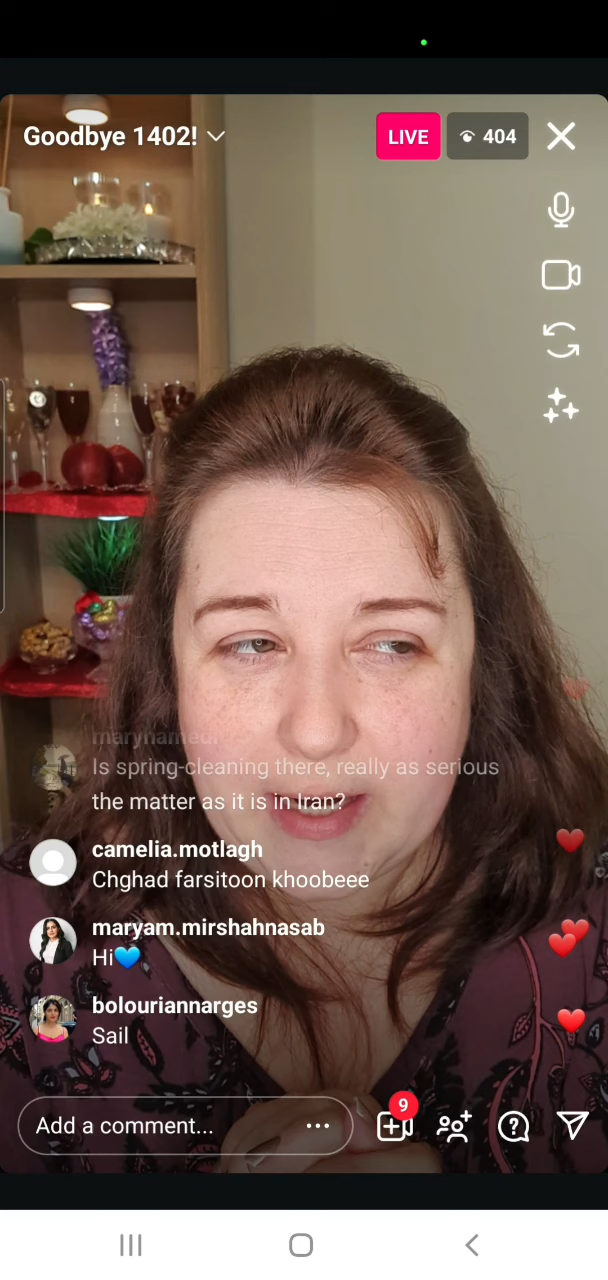 Goodbye 1402!
LIVE
404
Is spring-cleaning there, really as serious
the matter as it is in Iran?
camelia.motlagh
Chghad farsitoon khoobeee
maryam.mirshahnasab
Hi💙
bolouriannarges
Sail
9
Add a comment...